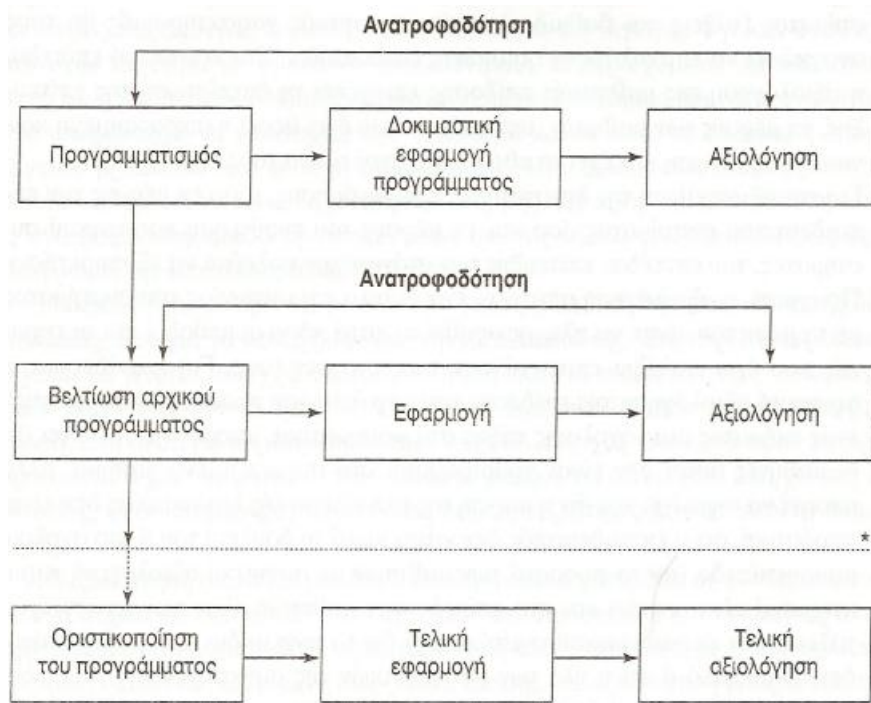 Ανατροφοδότηση
Προγραμματισμός
Δοκιμαστική
εφαρμογή
προγράμματος
Αξιολόγηση
Ανατροφοδότηση
Βελτίωση αρχικού
προγράμματος
Εφαρμογή
Αξιολόγηση
*
Οριστικοποίηση
του προγράμματος
Τελική
εφαρμογή
Τελική
αξιολόγηση